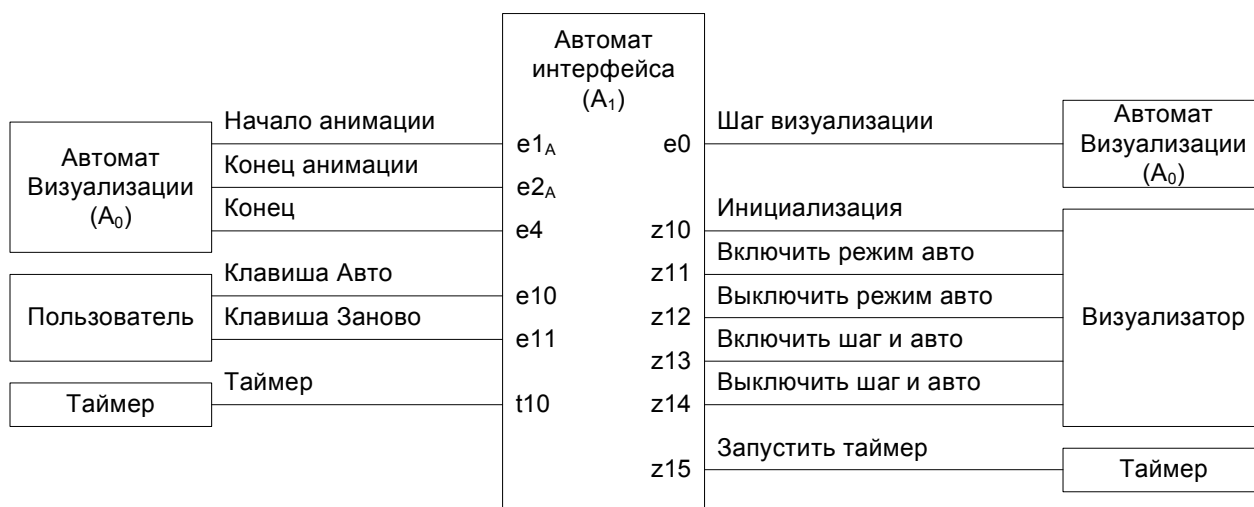 Автомат
интерфейса
(A1)
Автомат
Визуализации
(A0)
Начало анимации
e1A
Конец анимации
e2A
Конец
e4
Пользователь
Клавиша Авто
e10
Клавиша Заново
e11
Таймер
Таймер
t10
e0
Шаг визуализации
Автомат
Визуализации
(A0)
z10
Инициализация
z11
Включить режим авто
z12
Выключить режим авто
z13
Включить шаг и авто
z14
Выключить шаг и авто
Визуализатор
z15
Запустить таймер
Таймер